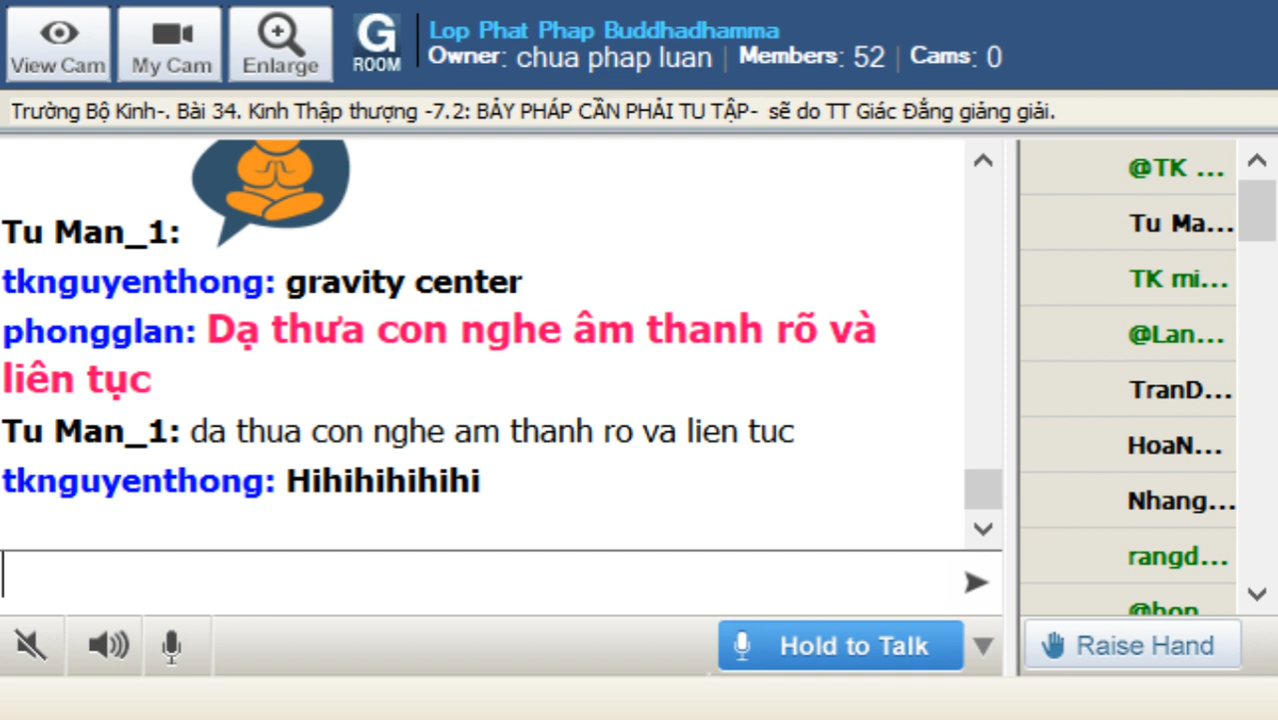 View Cam
My Cam
Enlarge
G
ROOM
Lop Phat Phap Buddhadhamma
Owner: chua phap luan | Members: 52 | Cams: 0
Trường Bộ Kinh-. Bài 34. Kinh Thập thượng -7.2: BẢY PHÁP CẦN PHẢI TU TẬP- sẽ do TT Giác Đẳng giảng giải.
Tu Man_1:
tknguyenthong: gravity center
phongglan: Dạ thưa con nghe âm thanh rõ và
liên tục
Tu Man_1: da thua con nghe am thanh ro va lien tuc
tknguyenthong: Hihihihihihi
@TK ...
Tu Ma...
TK mi...
@Lan...
TranD...
HoaN...
Nhang...
rangd...
@hon
Hold to Talk
Raise Hand